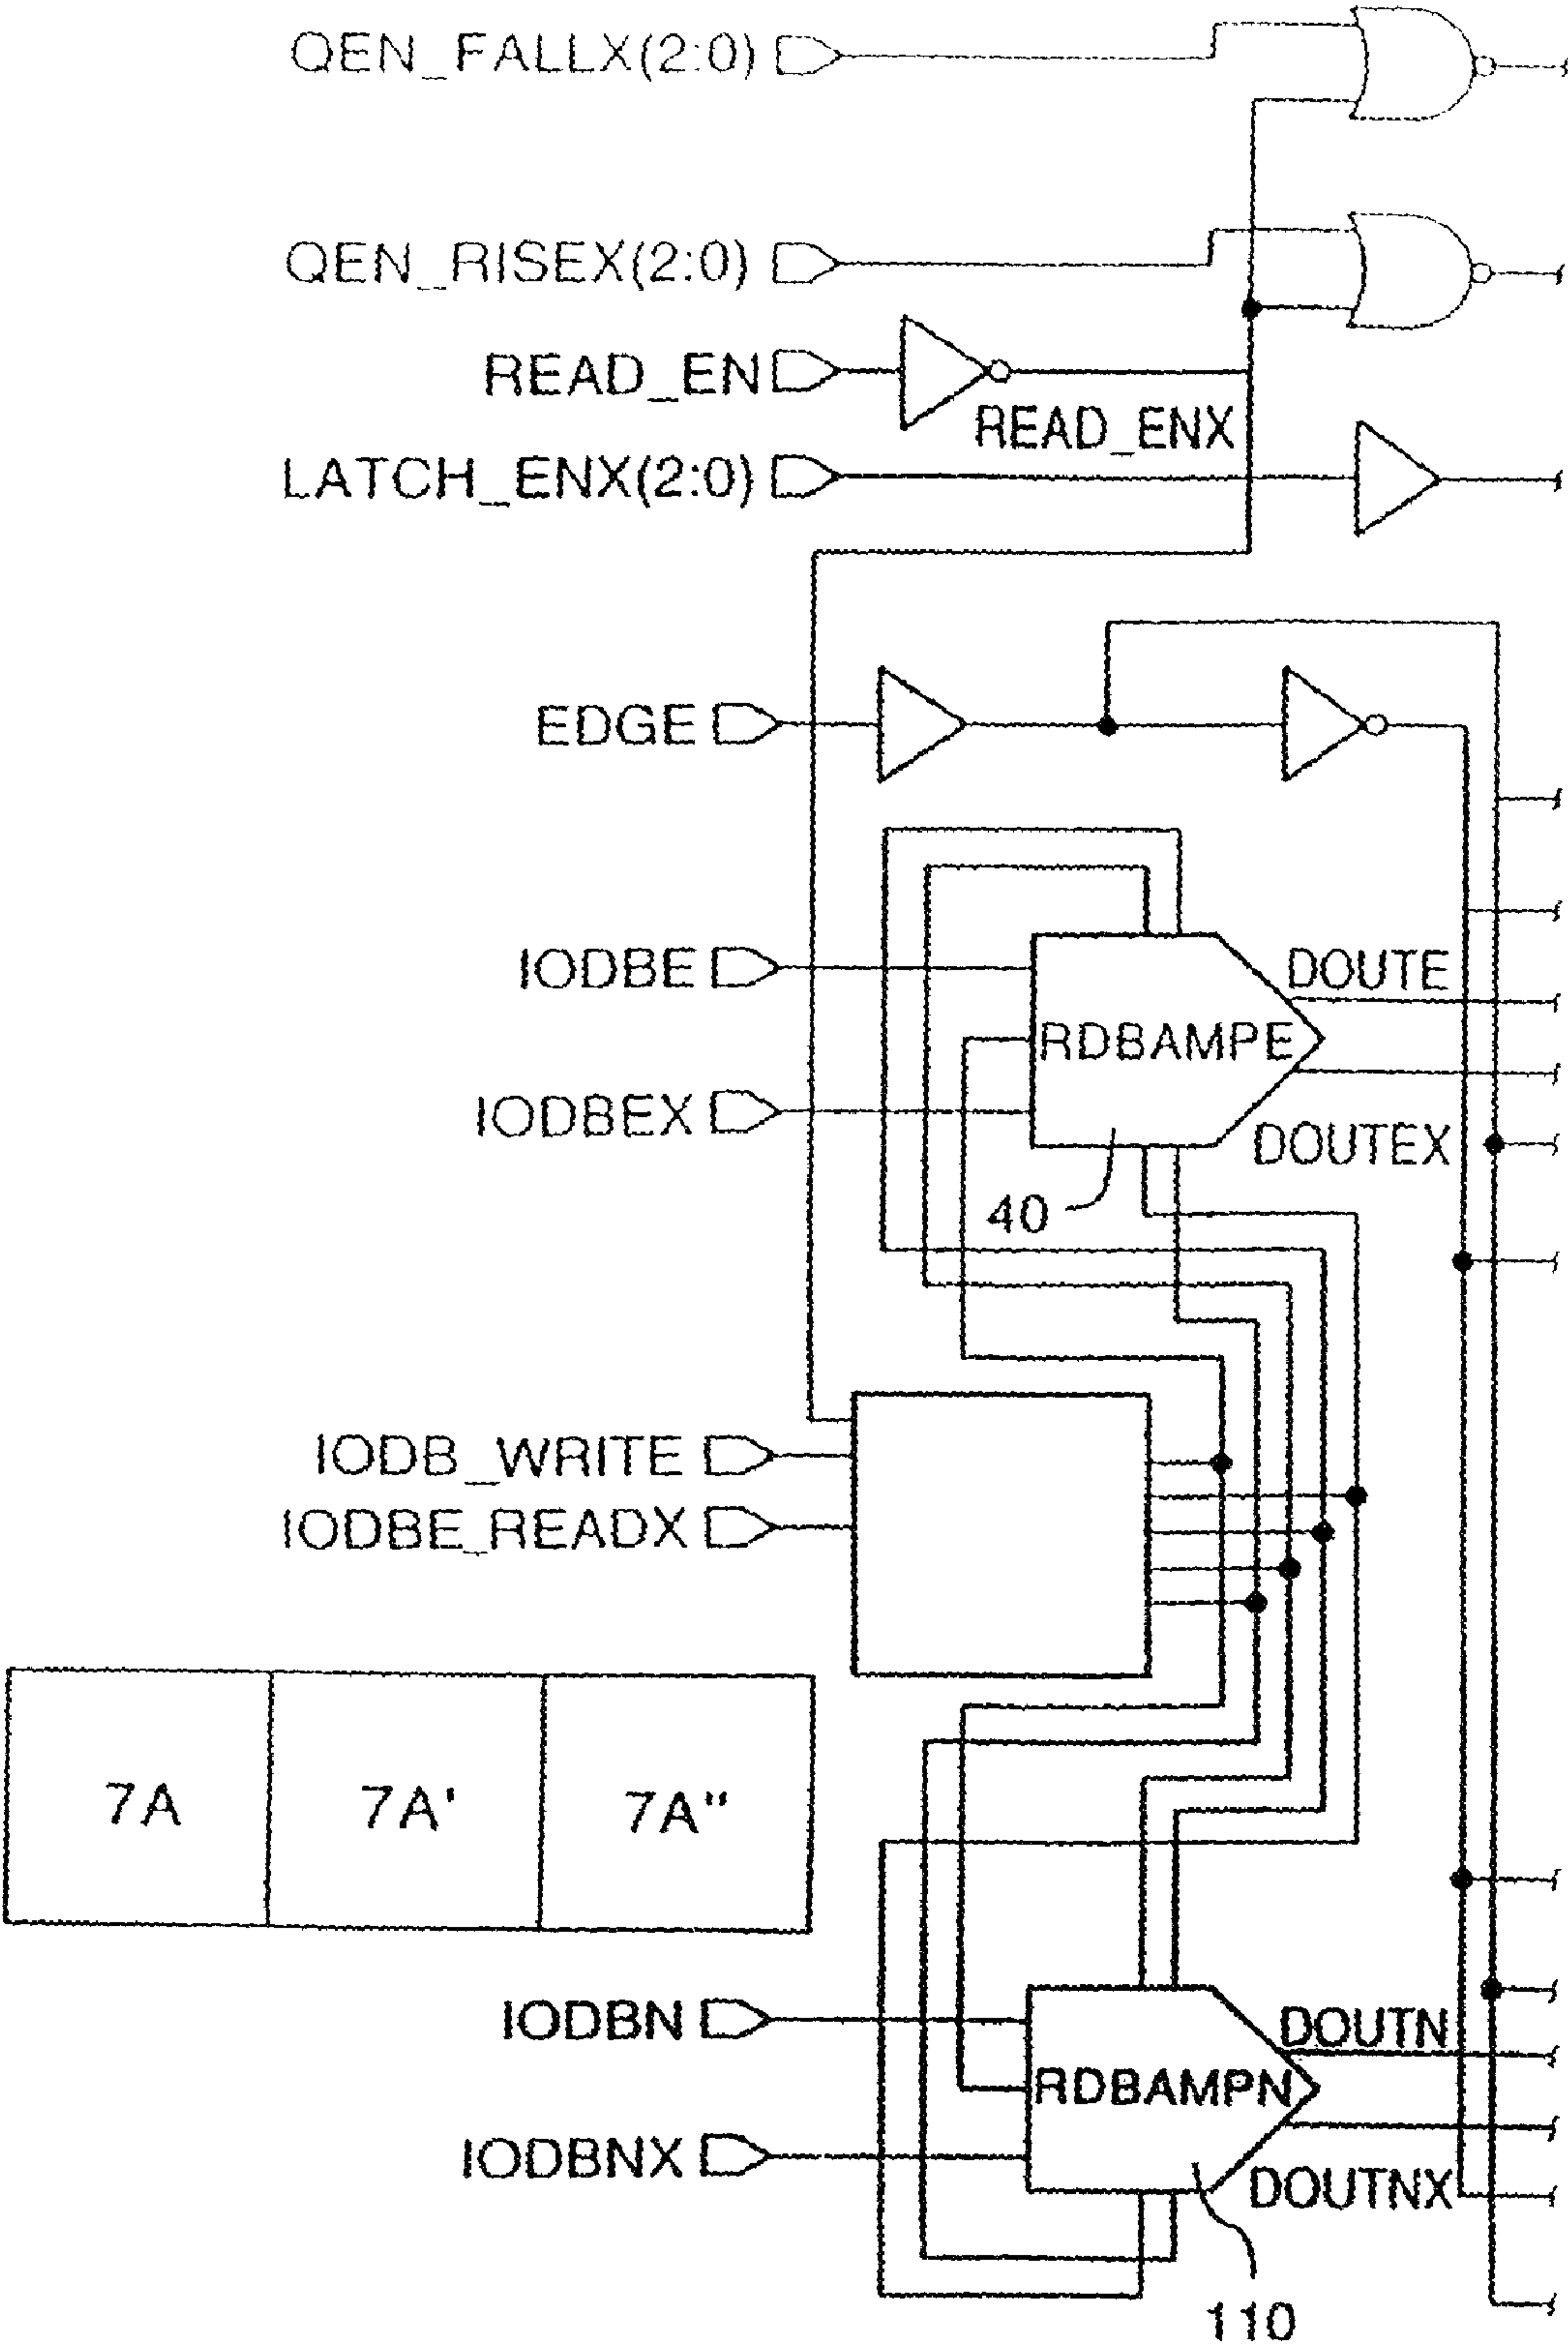 QEN_FALLX(2:0)
QEN_RISEX(2:0)
READ_EN
READ_ENX
LATCH_ENX(2:0)
EDGE
IODBE
DOUTE
RDBAMPE
IODBEX
DOUTEX
40
IODB_WRITE
IODBE_READX
7A 7A' 7A"
IODBN
DOUTN
RDBAMPN
IODBNX
DOUTNX
110